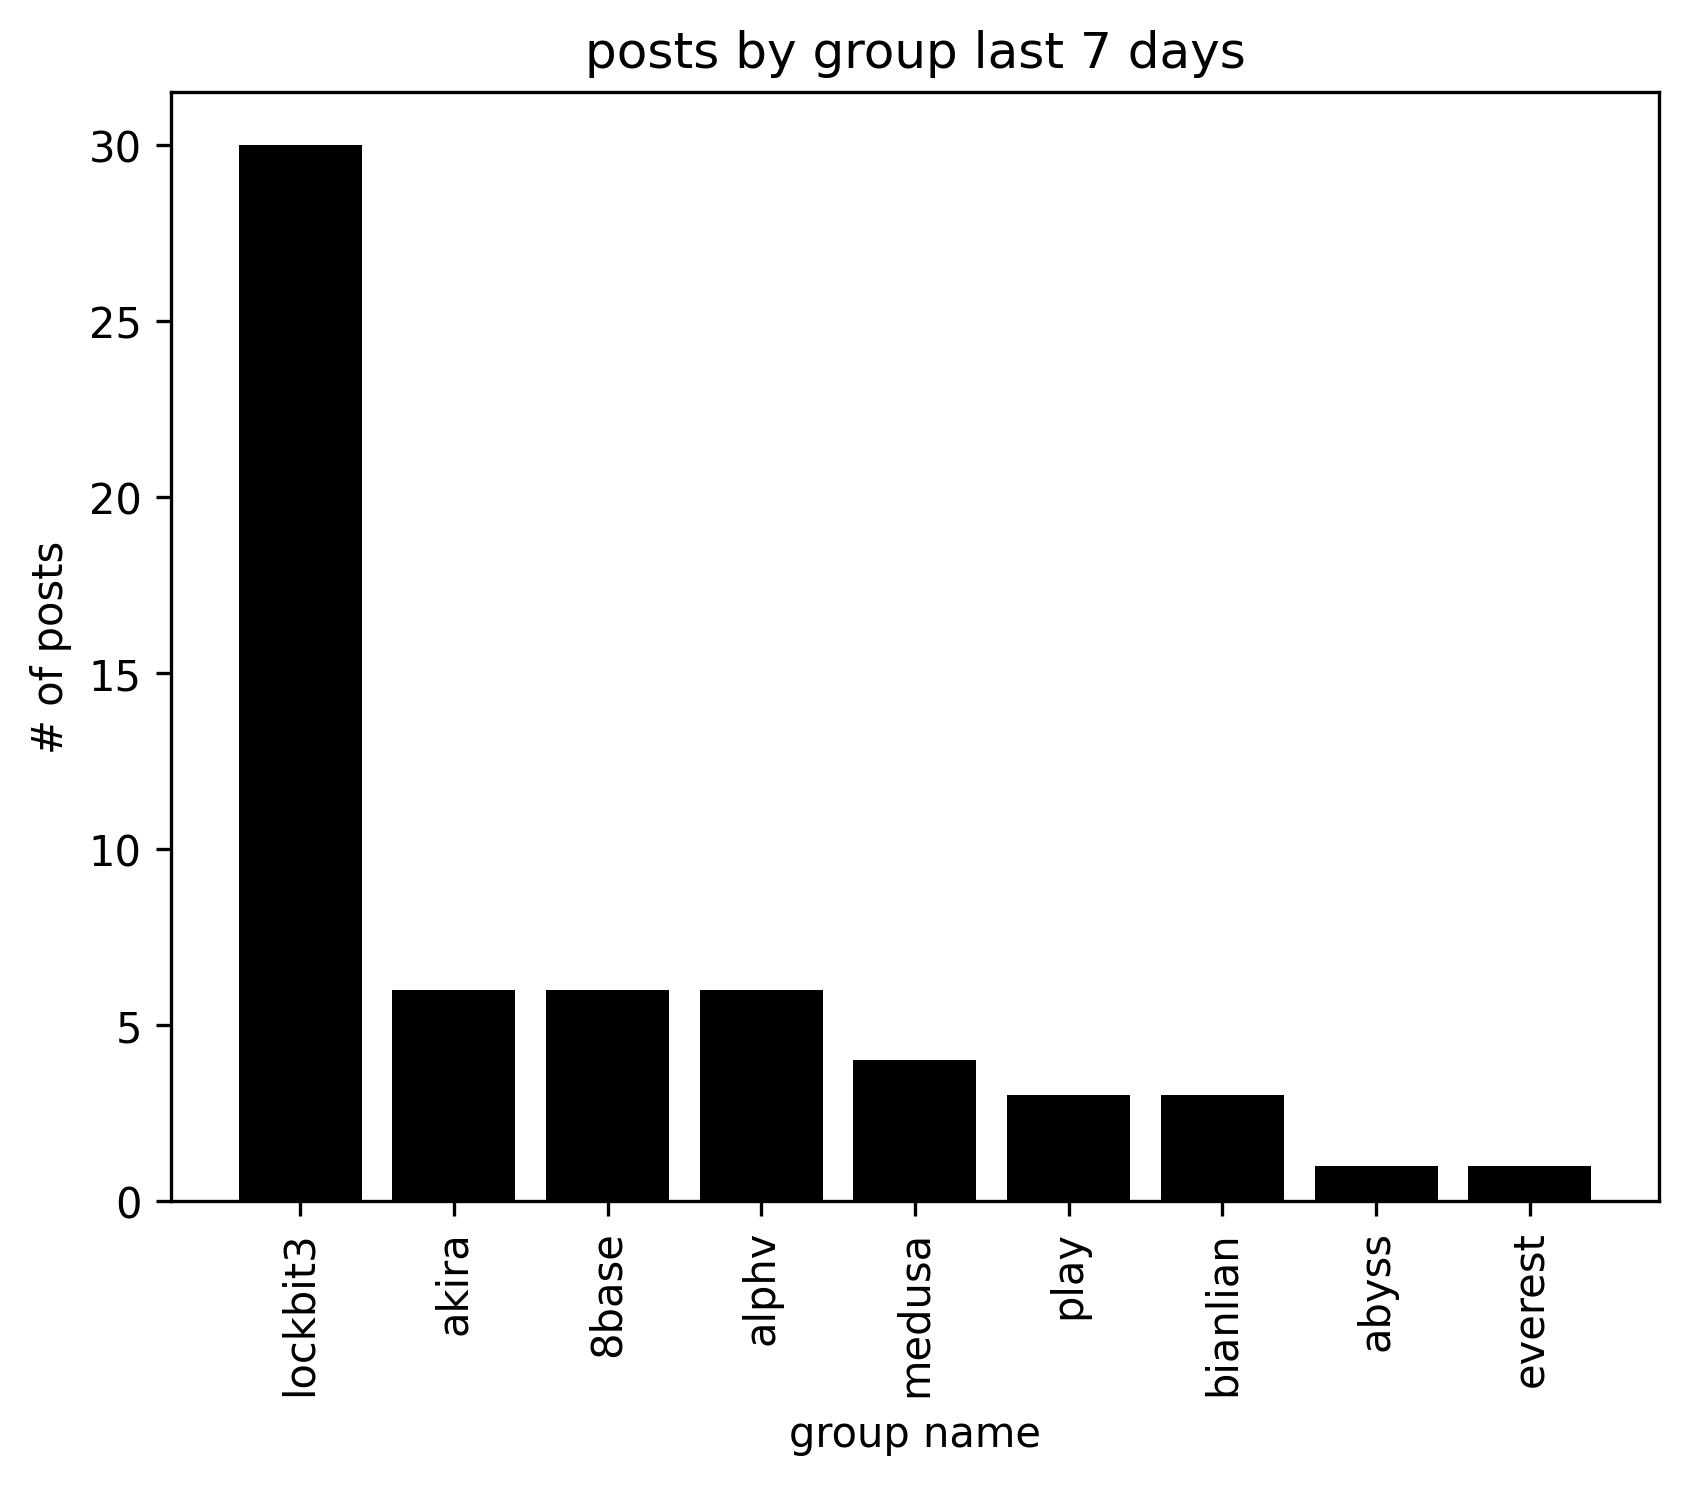 posts by group last 7 days
# of posts
30
25
20
15
10
5
0
lockbit3
akira
8base
alphv
medusa
play
bianlian
abyss
everest
group name